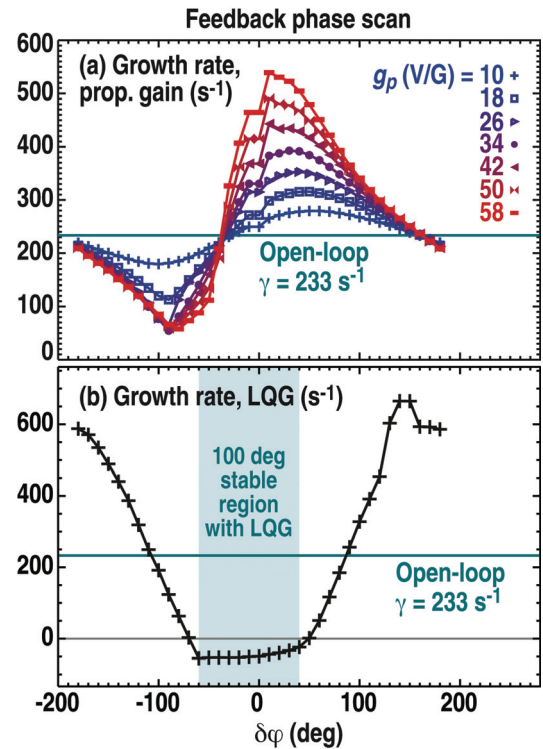 Feedback phase scan
(a) Growth rate,
prop. gain (s⁻¹)
gₚ (V/G) = 10
18
26
34
42
50
58
Open-loop
γ = 233 s⁻¹
600
500
400
300
200
100
0
(b) Growth rate, LQG (s⁻¹)
100 deg
stable
region
with LQG
Open-loop
γ = 233 s⁻¹
600
400
200
0
-200 -100 0 100 200
δφ (deg)